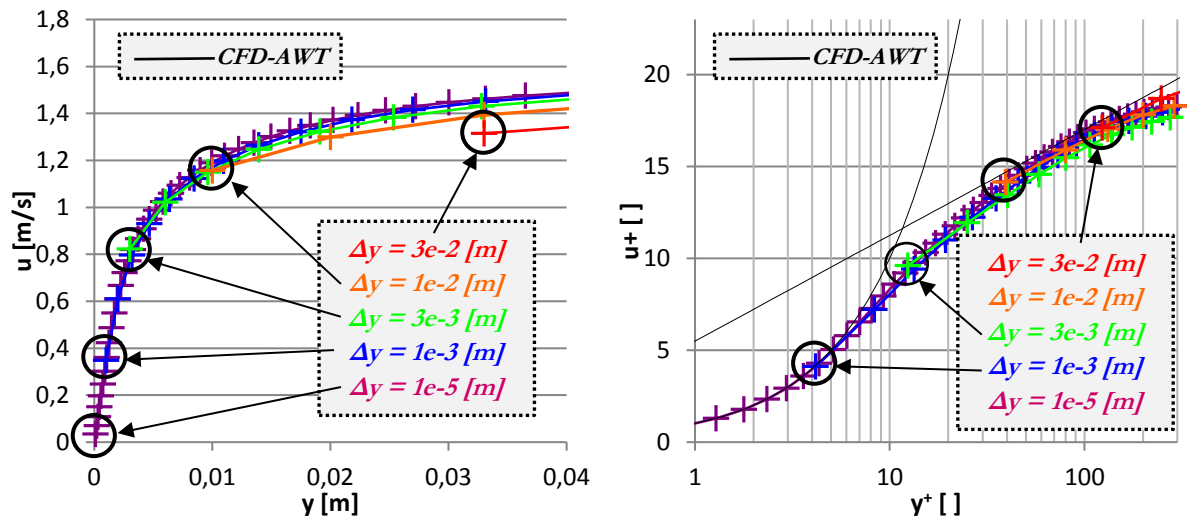 1,8
1,6
1,4
1,2
1
0,8
0,6
0,4
0,2
0
u [m/s]
CFD-AWT
Δy = 3e-2 [m]
Δy = 1e-2 [m]
Δy = 3e-3 [m]
Δy = 1e-3 [m]
Δy = 1e-5 [m]
0 0,01 0,02 0,03 0,04
y [m]
20
15
10
5
0
u+ [ ]
CFD-AWT
Δy = 3e-2 [m]
Δy = 1e-2 [m]
Δy = 3e-3 [m]
Δy = 1e-3 [m]
Δy = 1e-5 [m]
1 10 100
y⁺ [ ]